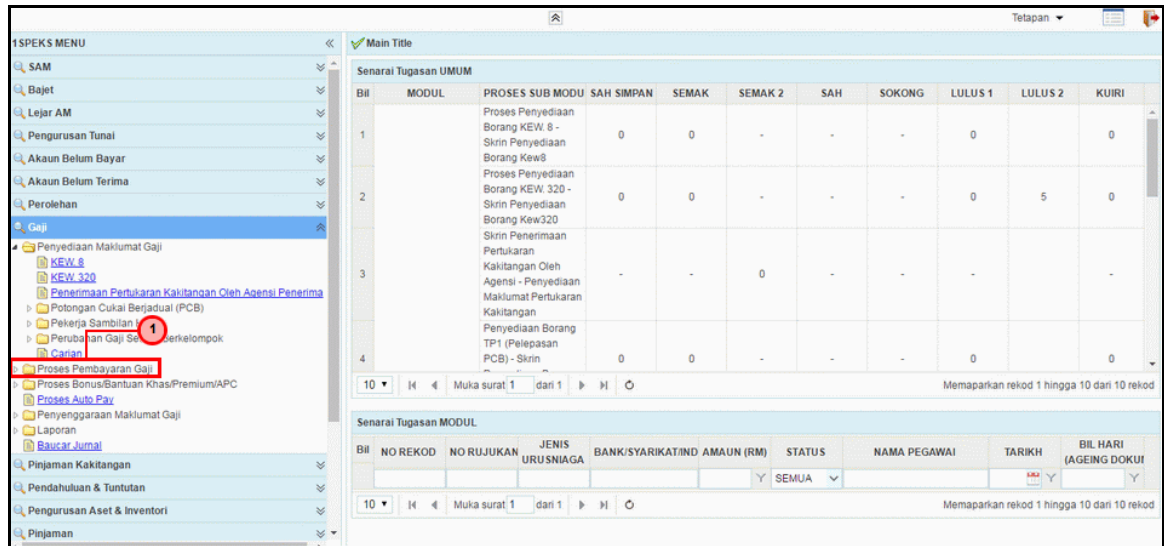 Tetapan
1SPEKS MENU
SAM
Bajet
Lejar AM
Pengurusan Tunai
Akaun Belum Bayar
Akaun Belum Terima
Perolehan
Gaji
Penyediaan Maklumat Gaji
KEW. 8
KEW. 320
Penerimaan Pertukaran Kakitangan Oleh Agensi Penerima
Potongan Cukai Berjadual (PCB)
Pekerja Sambilan
1
Perubahan Gaji Se berkelompok
Carian
Proses Pembayaran Gaji
Proses Bonus/Bantuan Khas/Premium/APC
Proses Auto Pay
Penyenggaraan Maklumat Gaji
Laporan
Baucar Jurnal
Pinjaman Kakitangan
Pendahuluan & Tuntutan
Pengurusan Aset & Inventori
Pinjaman
Main Title
Senarai Tugasan UMUM
Bil MODUL PROSES SUB MODU SAH SIMPAN SEMAK SEMAK 2 SAH SOKONG LULUS 1 LULUS 2 KUIRI
Proses Penyediaan
Borang KEW. 8 -
1 0 0 - - - 0 0
Skrin Penyediaan
Borang Kew8
Proses Penyediaan
Borang KEW. 320 -
2 0 0 - - - 0 5 0
Skrin Penyediaan
Borang Kew320
Skrin Penerimaan
Pertukaran
Kakitangan Oleh
3 - - 0 - - - -
Agensi - Penyediaan
Maklumat Pertukaran
Kakitangan
Penyediaan Borang
TP1 (Pelepasan
4 PCB) - Skrin 0 0 - - - 0 0
10 Muka surat 1 dari 1 Memaparkan rekod 1 hingga 10 dari 10 rekod
Senarai Tugasan MODUL
Bil NO REKOD NO RUJUKAN JENIS URUSNIAGA BANK/SYARIKAT/IND AMAUN (RM) STATUS NAMA PEGAWAI TARIKH BIL HARI (AGEING DOKUI
SEMUA
10 Muka surat 1 dari 1 Memaparkan rekod 1 hingga 10 dari 10 rekod